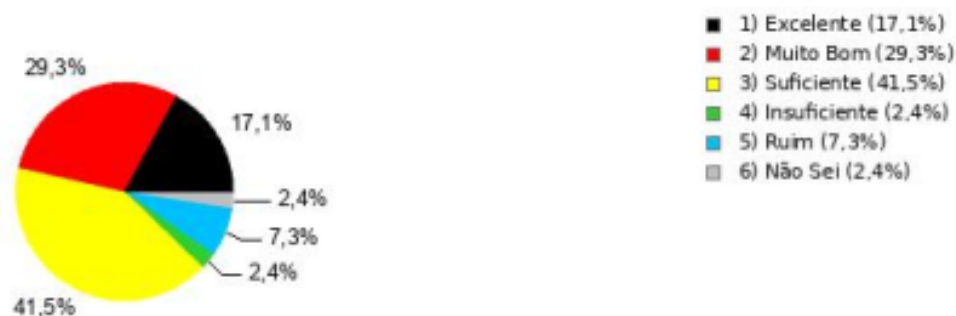 29,3%
17,1%
2,4%
7,3%
2,4%
41,5%
1) Excelente (17,1%)
2) Muito Bom (29,3%)
3) Suficiente (41,5%)
4) Insuficiente (2,4%)
5) Ruim (7,3%)
6) Não Sei (2,4%)